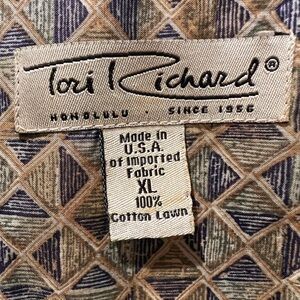 Tori Richard®
HONOLULU · SINCE 1956
Made in
U.S.A.
of Imported
Fabric
XL
100%
Cotton Lawn